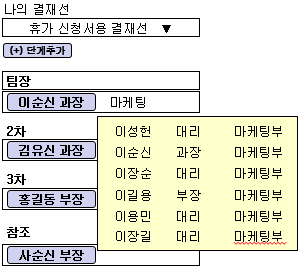 나의 결재선
휴가 신청서용 결재선 ▼
(+) 단계추가
팀장
이순신 과장 마케팅
2차
김유신 과장
3차
홍길동 부장
참조
사순신 부장
이성헌 대리 마케팅부
이순신 과장 마케팅부
이장순 대리 마케팅부
이길용 부장 마케팅부
이용민 대리 마케팅부
이장길 대리 마케팅부